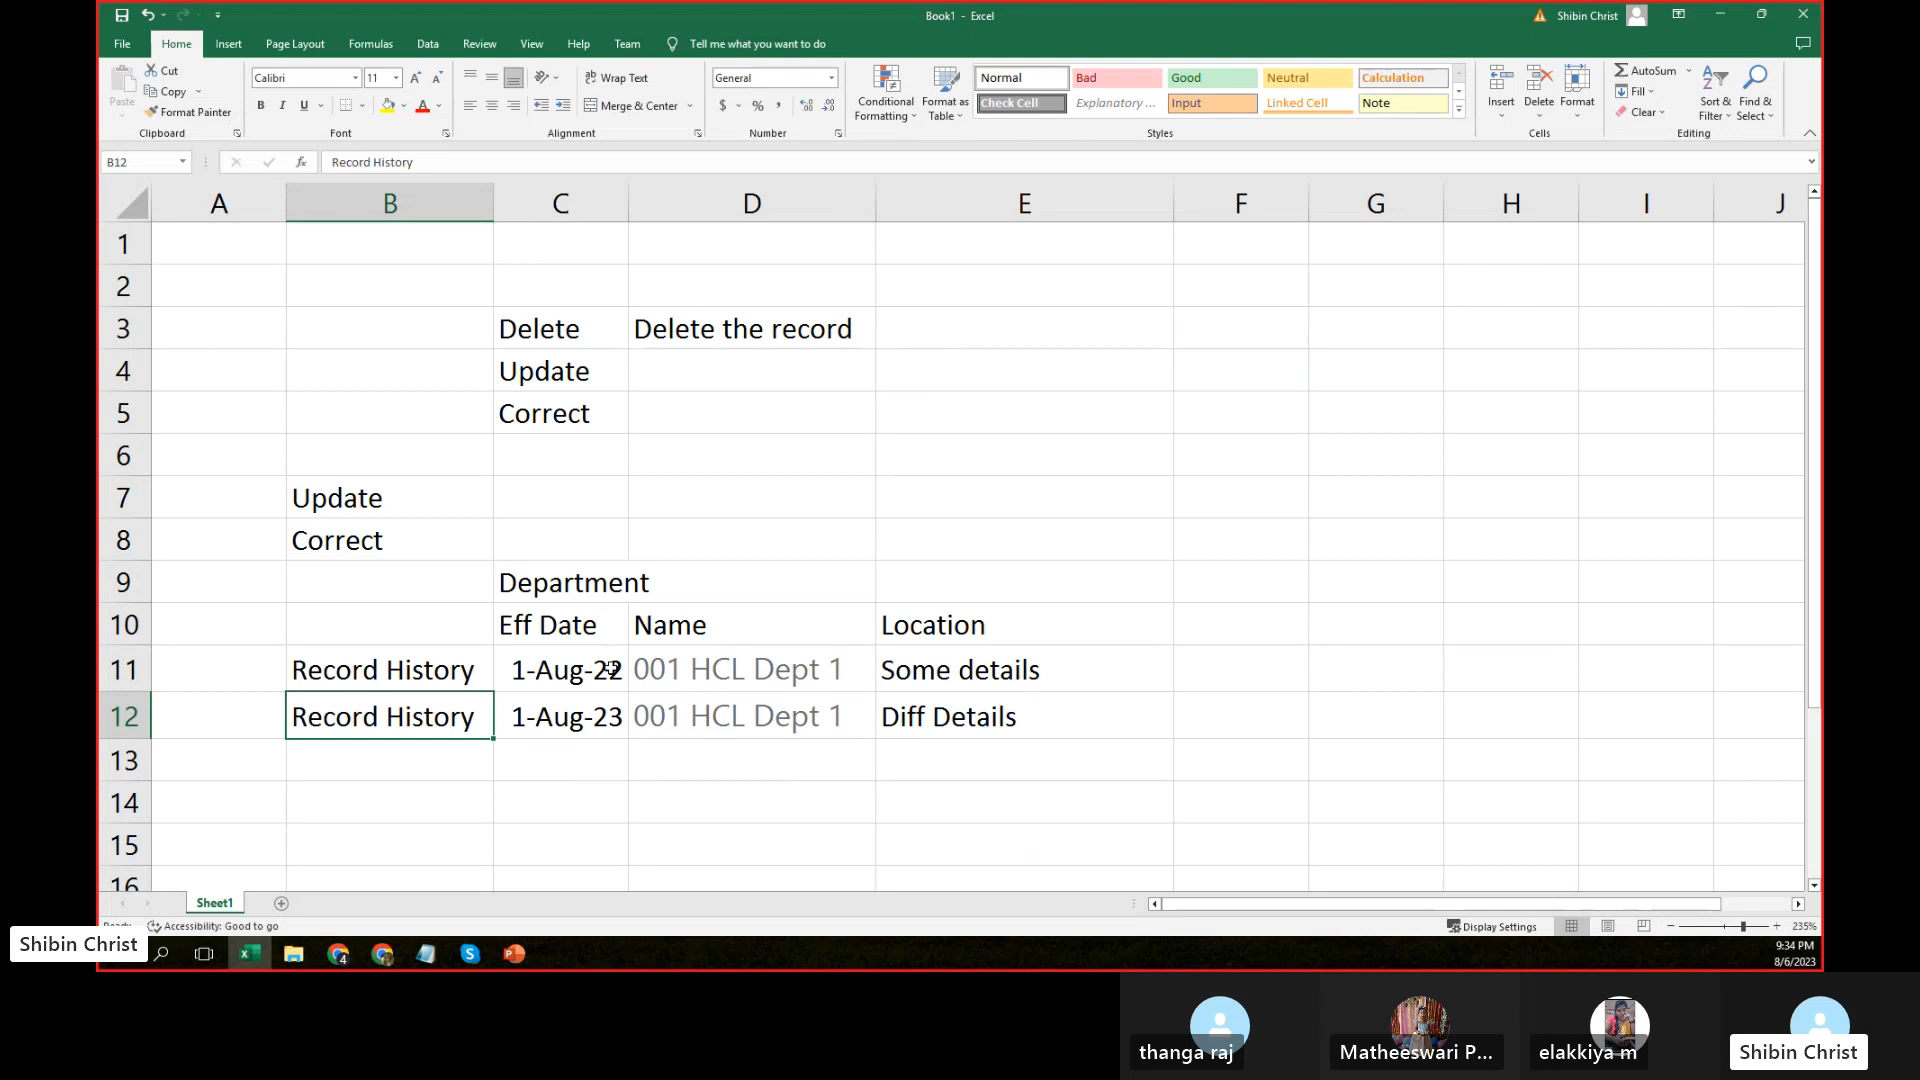 Book1 - Excel
Shibin Christ
File Home Insert Page Layout Formulas Data Review View Help Team Tell me what you want to do
Paste
Cut
Copy
Format Painter
Clipboard
Calibri 11
B I U
Font
Wrap Text
Merge & Center
Alignment
General
$ % ,
Number
Conditional Formatting
Format as Table
Normal Bad Good Neutral Calculation
Check Cell Explanatory ... Input Linked Cell Note
Styles
Insert Delete Format
Cells
AutoSum
Fill
Clear
Sort & Filter
Find & Select
Editing
B12 fx Record History
A B C D E F G H I J
1
2
3 Delete Delete the record
4 Update
5 Correct
6
7 Update
8 Correct
9 Department
10 Eff Date Name Location
11 Record History 1-Aug-22 001 HCL Dept 1 Some details
12 Record History 1-Aug-23 001 HCL Dept 1 Diff Details
13
14
15
16
Sheet1
Ready Accessibility: Good to go Display Settings 235%
Shibin Christ
9:34 PM
8/6/2023
thanga raj Matheeswari P... elakkiya m Shibin Christ